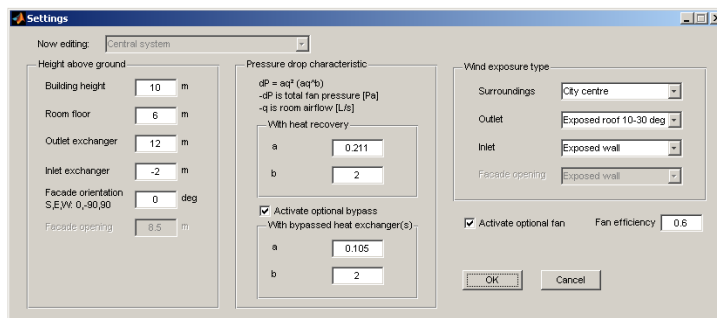 Settings
Now editing: Central system
Height above ground
Building height 10 m
Room floor 6 m
Outlet exchanger 12 m
Inlet exchanger -2 m
Facade orientation
S,E,W: 0,-90,90 0 deg
Facade opening 8.5 m
Pressure drop characteristic
dP = aq² (aq^b)
-dP is total fan pressure [Pa]
-q is room airflow [L/s]
With heat recovery
a 0.211
b 2
Activate optional bypass
With bypassed heat exchanger(s)
a 0.105
b 2
Wind exposure type
Surroundings City centre
Outlet Exposed roof 10-30 deg
Inlet Exposed wall
Facade opening Exposed wall
Activate optional fan Fan efficiency 0.6
OK Cancel